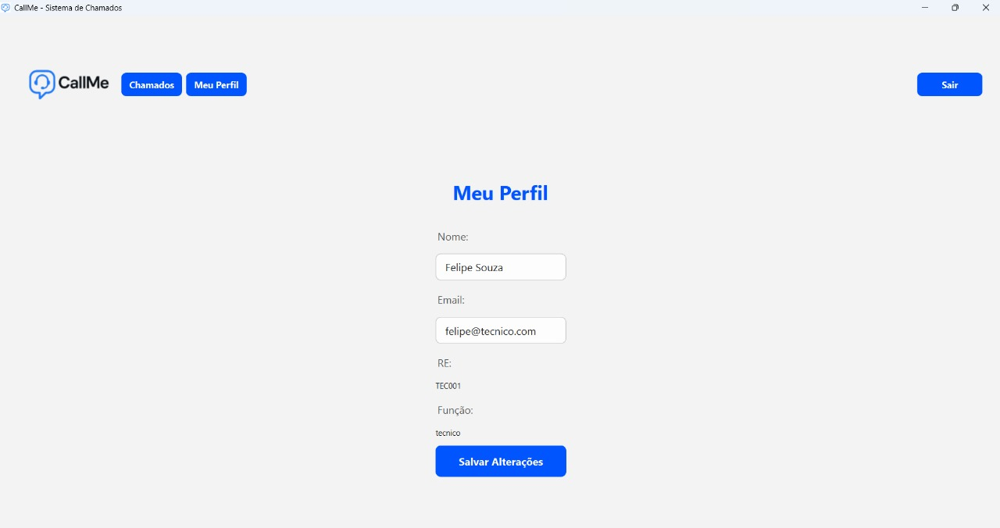 CallMe - Sistema de Chamados
CallMe
Chamados
Meu Perfil
Sair
Meu Perfil
Nome:
Felipe Souza
Email:
felipe@tecnico.com
RE:
TEC001
Função:
tecnico
Salvar Alterações